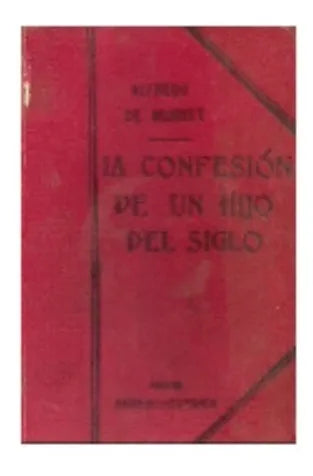 ALFREDO
DE MUSSET
LA CONFESIÓN
DE UN HIJO
DEL SIGLO